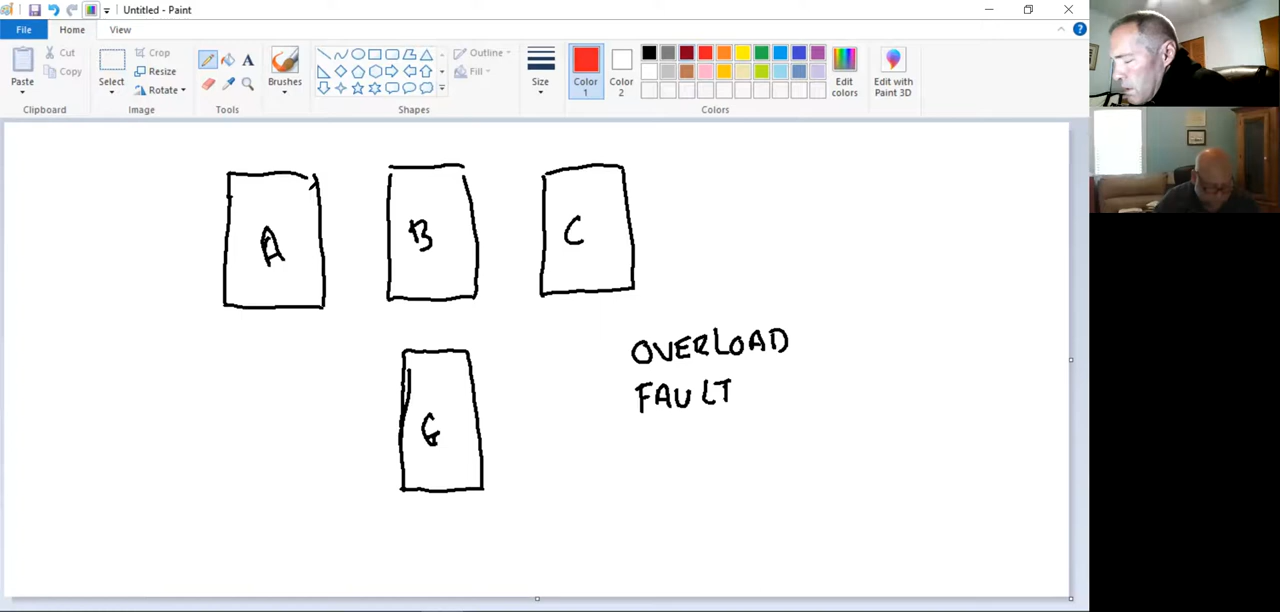 Untitled - Paint
File
Home
View
Paste
Cut
Copy
Clipboard
Select
Crop
Resize
Rotate
Image
A
Tools
Brushes
Shapes
Outline
Fill
Size
Color 1
Color 2
Edit colors
Edit with Paint 3D
Colors
A B C
OVERLOAD
FAULT
G